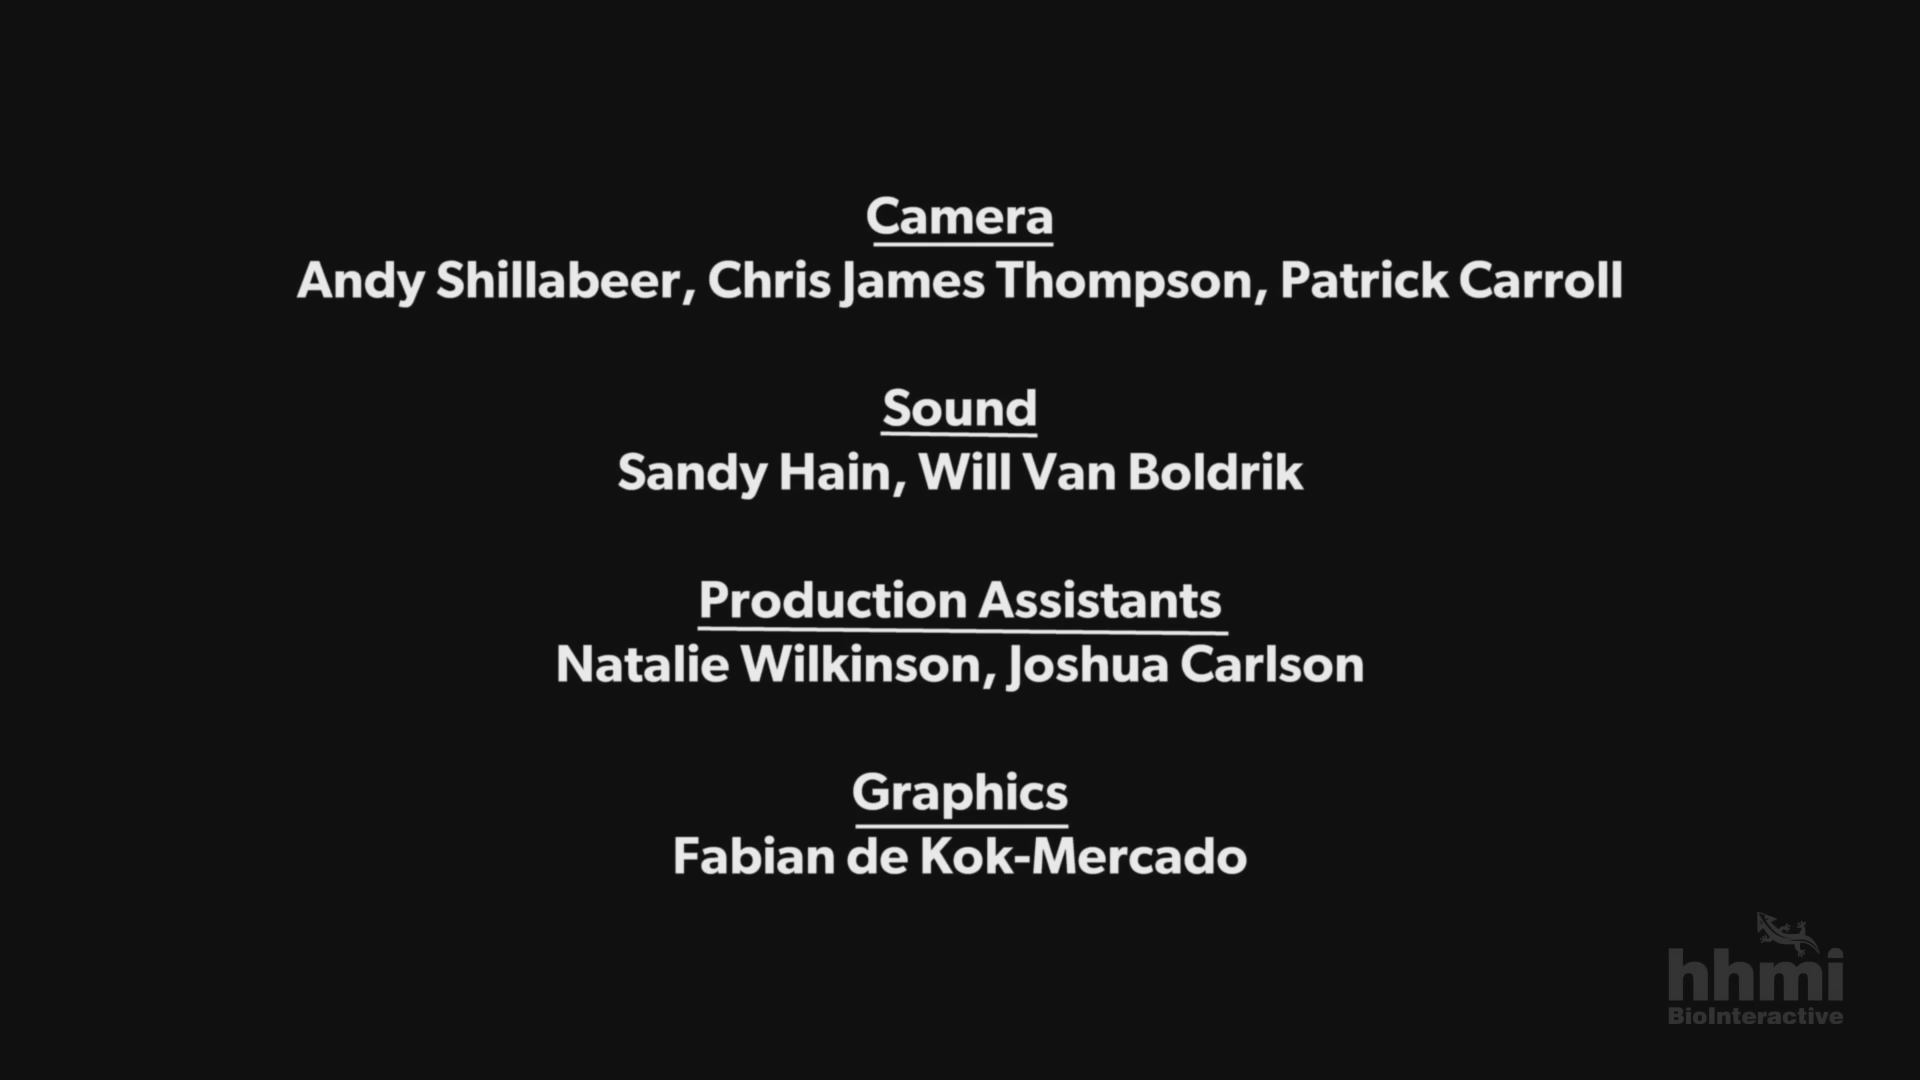 Camera
Andy Shillabeer, Chris James Thompson, Patrick Carroll
Sound
Sandy Hain, Will Van Boldrik
Production Assistants
Natalie Wilkinson, Joshua Carlson
Graphics
Fabian de Kok-Mercado
hhmi
BioInteractive